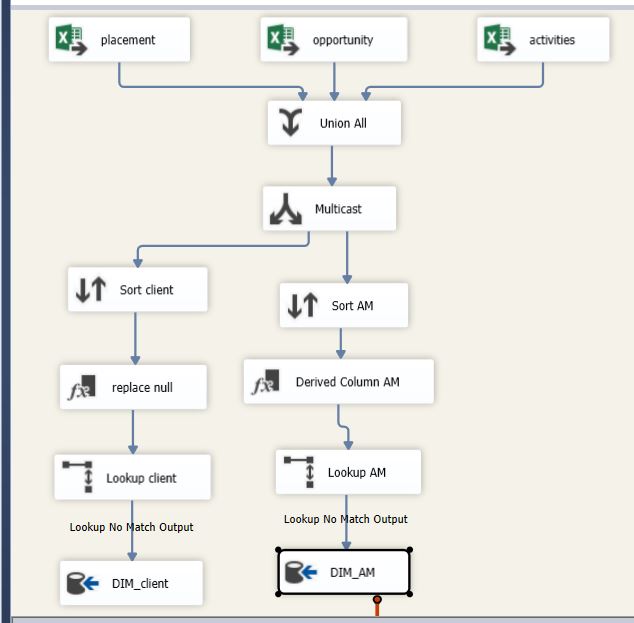 placement
opportunity
activities
Union All
Multicast
Sort client
Sort AM
replace null
Derived Column AM
Lookup client
Lookup AM
Lookup No Match Output
Lookup No Match Output
DIM_client
DIM_AM